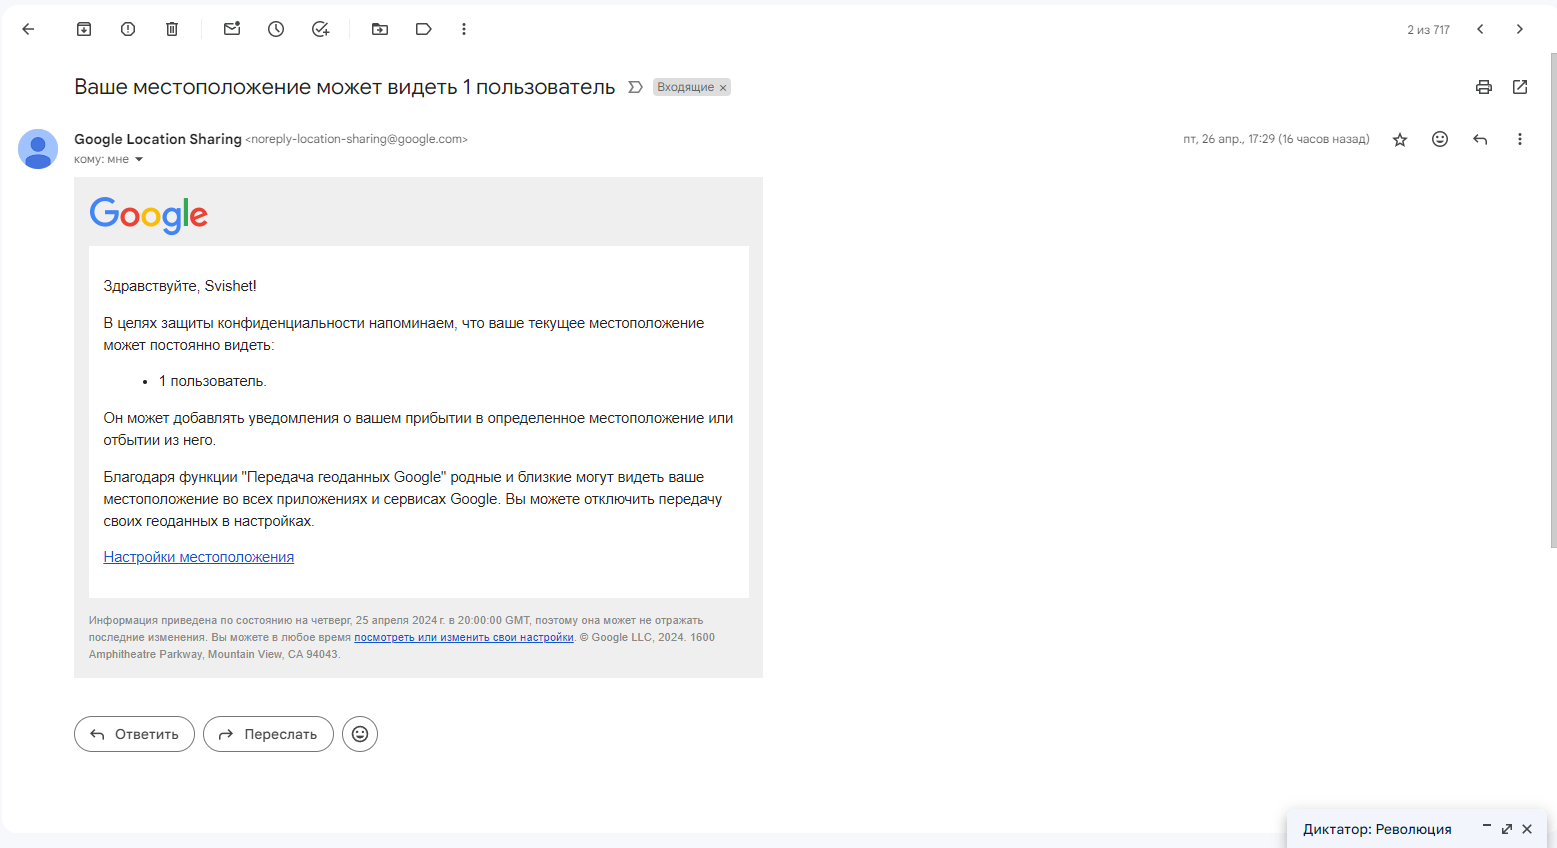 2 из 717
Ваше местоположение может видеть 1 пользователь
Входящие ×
Google Location Sharing <noreply-location-sharing@google.com>
пт, 26 апр., 17:29 (16 часов назад)
кому: мне
Google
Здравствуйте, Svishet!
В целях защиты конфиденциальности напоминаем, что ваше текущее местоположение
может постоянно видеть:
• 1 пользователь.
Он может добавлять уведомления о вашем прибытии в определенное местоположение или
отбытии из него.
Благодаря функции "Передача геоданных Google" родные и близкие могут видеть ваше
местоположение во всех приложениях и сервисах Google. Вы можете отключить передачу
своих геоданных в настройках.
Настройки местоположения
Информация приведена по состоянию на четверг, 25 апреля 2024 г. в 20:00:00 GMT, поэтому она может не отражать
последние изменения. Вы можете в любое время посмотреть или изменить свои настройки. © Google LLC, 2024. 1600
Amphitheatre Parkway, Mountain View, CA 94043.
Ответить
Переслать
Диктатор: Революция